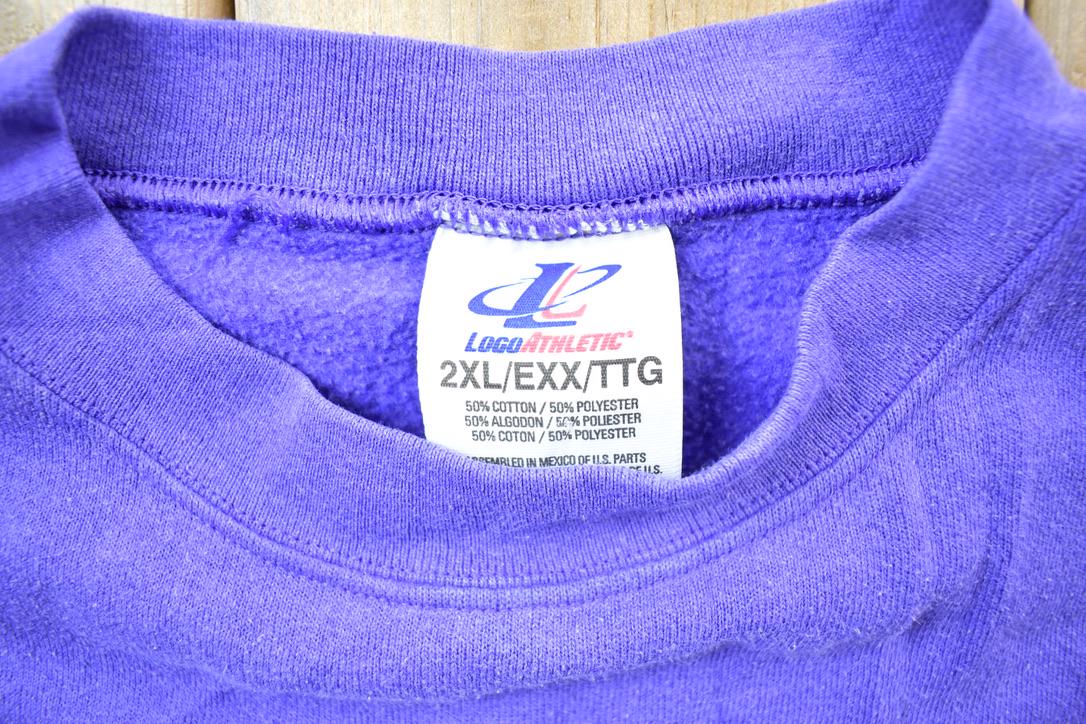 LOGOATHLETIC
2XL/EXX/TTG
50% COTTON / 50% POLYESTER
50% ALGODON / 50% POLIESTER
50% COTON / 50% POLYESTER
ASSEMBLED IN MEXICO OF U.S. PARTS
OF U.S.